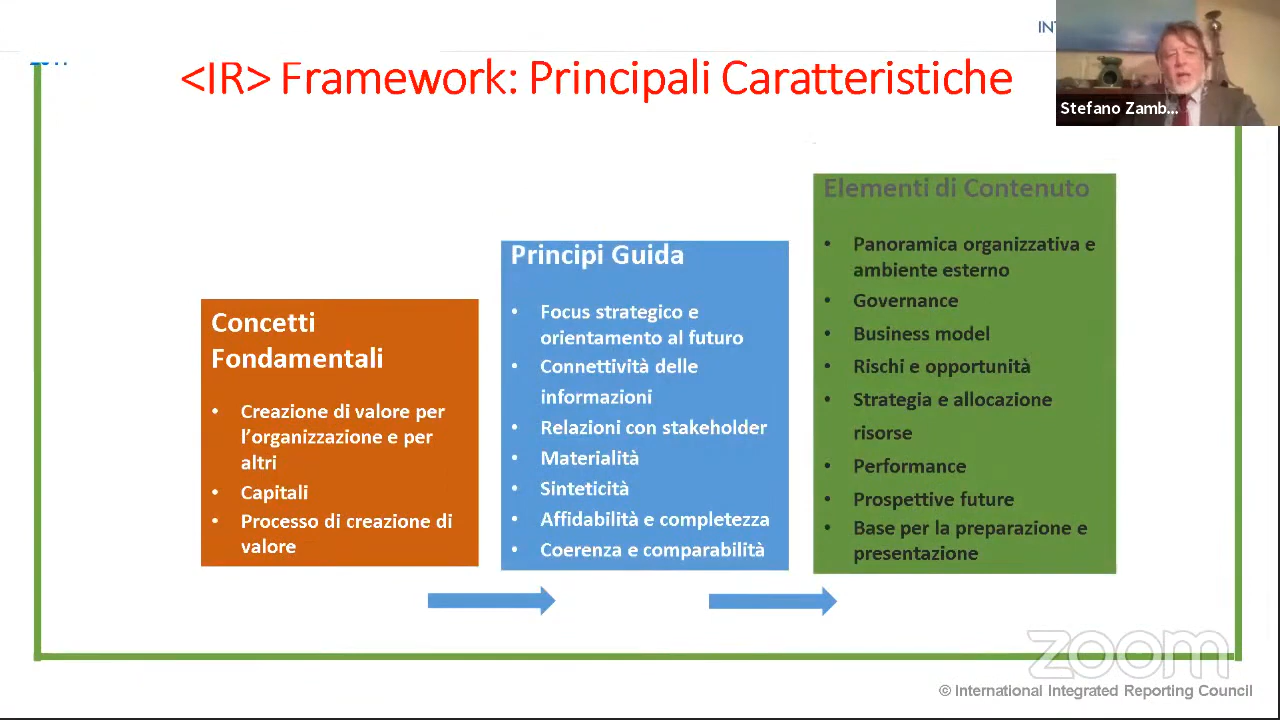 <IR> Framework: Principali Caratteristiche
Stefano Zamb...
Concetti
Fondamentali
• Creazione di valore per
l'organizzazione e per
altri
• Capitali
• Processo di creazione di
valore
Principi Guida
• Focus strategico e
orientamento al futuro
• Connettività delle
informazioni
• Relazioni con stakeholder
• Materialità
• Sinteticità
• Affidabilità e completezza
• Coerenza e comparabilità
Elementi di Contenuto
• Panoramica organizzativa e
ambiente esterno
• Governance
• Business model
• Rischi e opportunità
• Strategia e allocazione
risorse
• Performance
• Prospettive future
• Base per la preparazione e
presentazione
zoom
© International Integrated Reporting Council